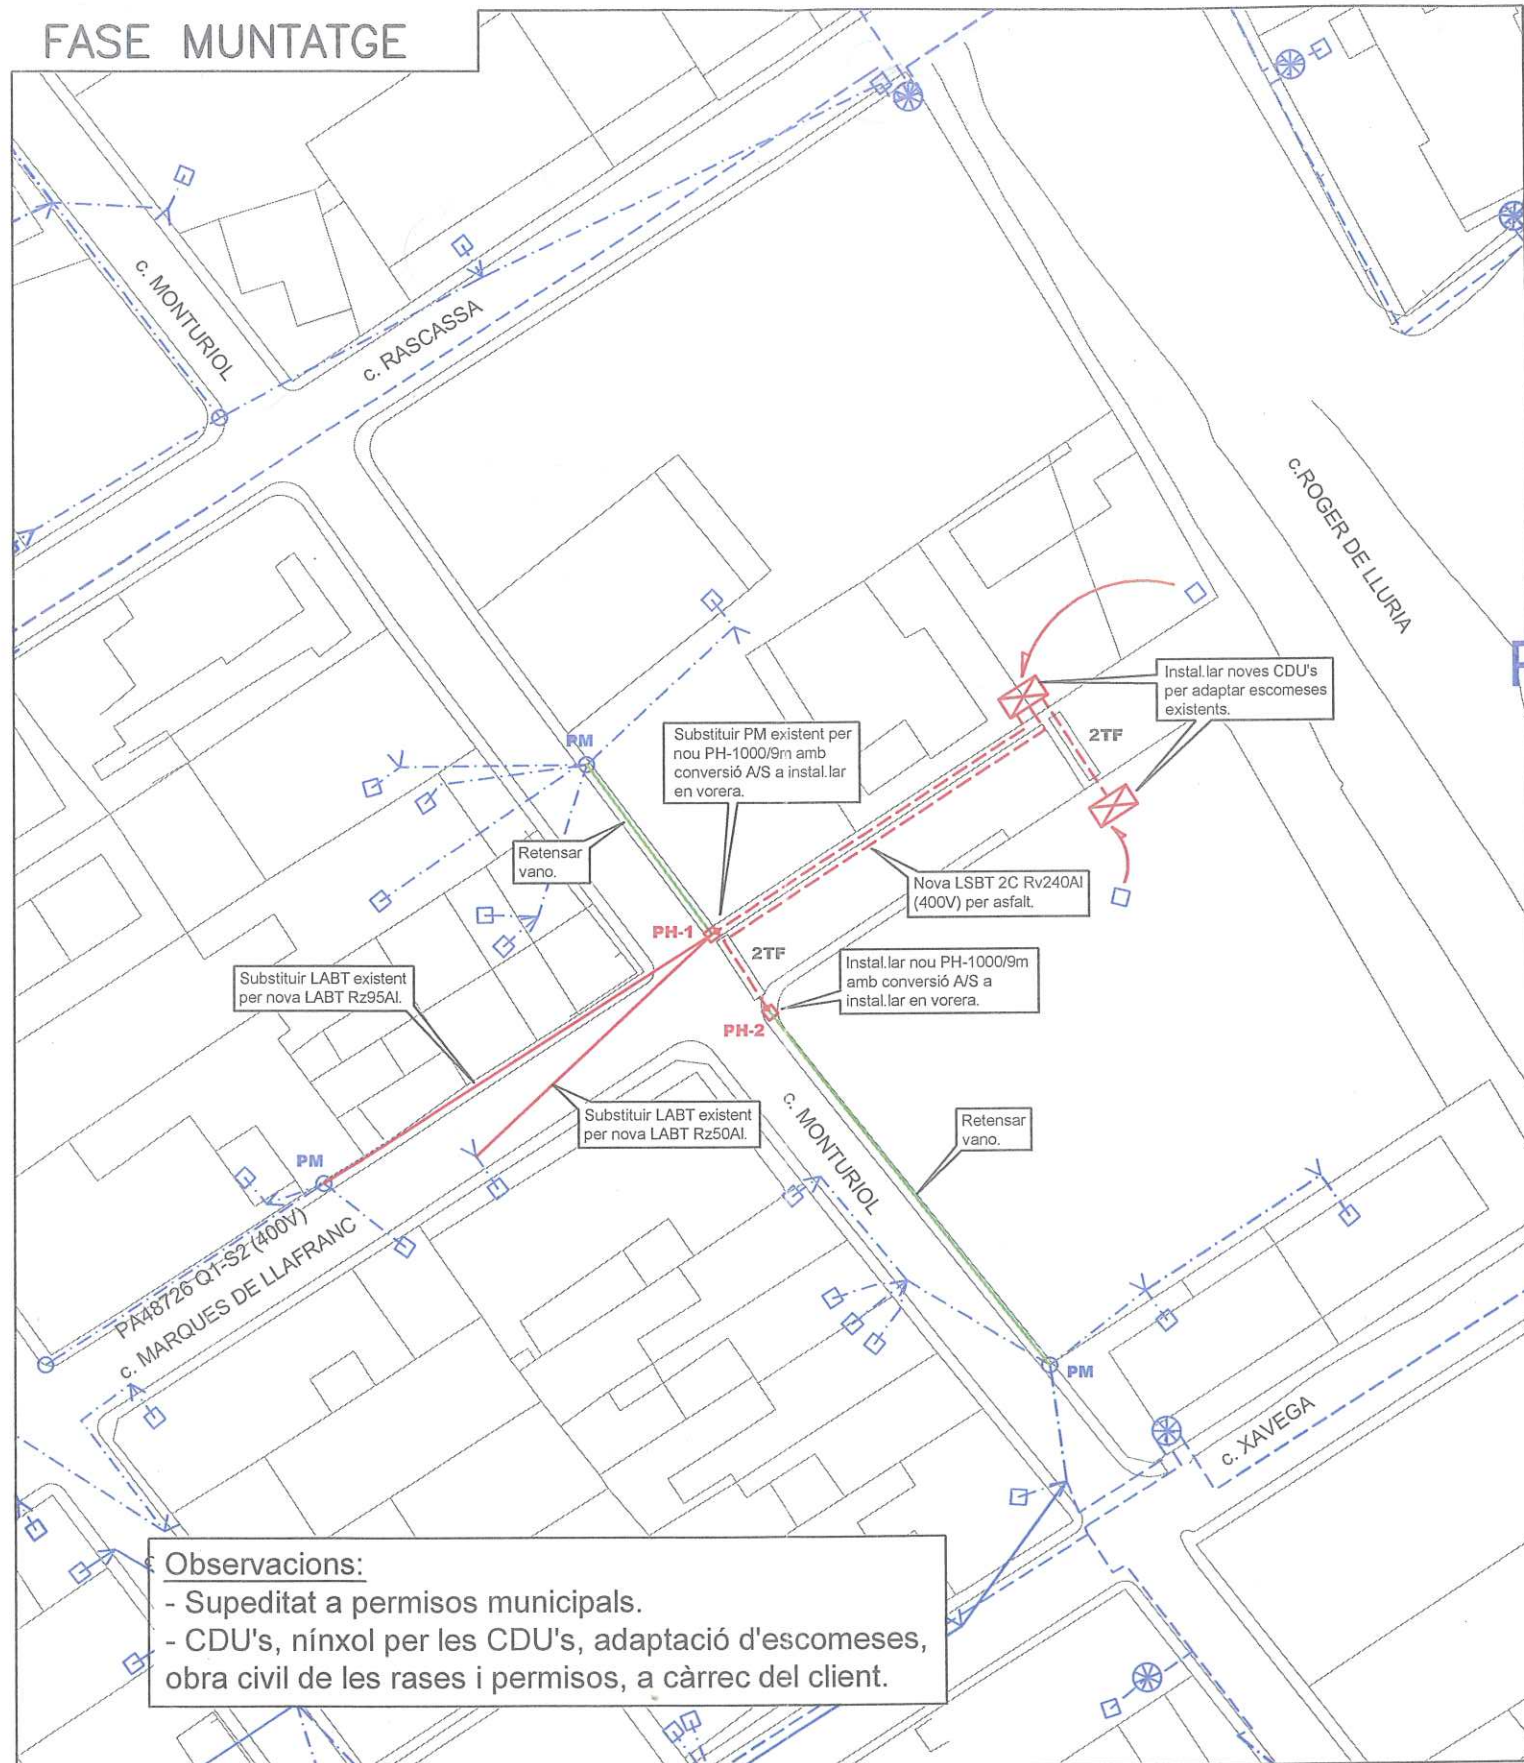 FASE MUNTATGE
c. MONTURIOL
c. RASCASSA
c.ROGER DE LLURIA
Instal.lar noves CDU's
per adaptar escomeses
existents.
2TF
PM
Substituir PM existent per
nou PH-1000/9m amb
conversió A/S a instal.lar
en vorera.
Retensar
vano.
Nova LSBT 2C Rv240Al
(400V) per asfalt.
PH-1
2TF
Instal.lar nou PH-1000/9m
amb conversió A/S a
instal.lar en vorera.
Substituir LABT existent
per nova LABT Rz95Al.
PH-2
Substituir LABT existent
per nova LABT Rz50Al.
c. MONTURIOL
Retensar
vano.
PM
PA48726 Q1-S2 (400V)
c. MARQUES DE LLAFRANC
PM
c. XAVEGA
Observacions:
- Supeditat a permisos municipals.
- CDU's, nínxol per les CDU's, adaptació d'escomeses,
obra civil de les rases i permisos, a càrrec del client.